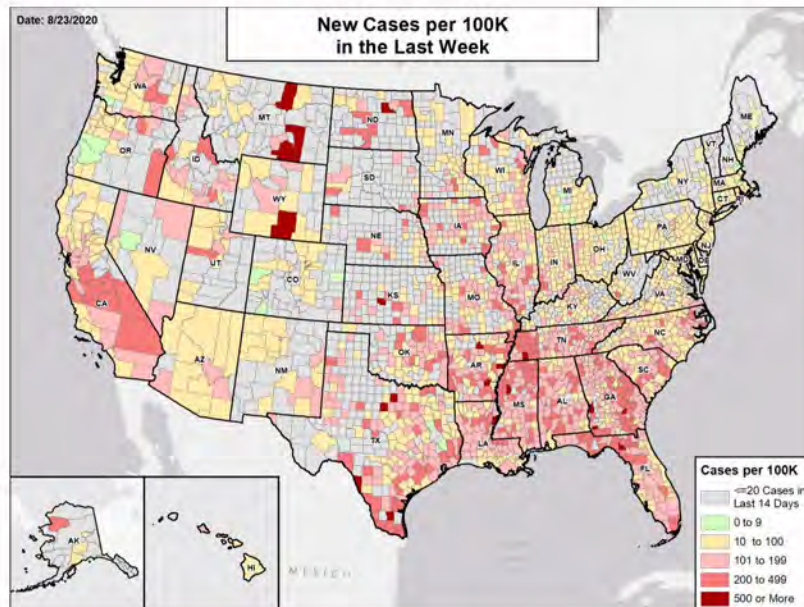 Date: 8/23/2020
New Cases per 100K
in the Last Week
WA
MT
ND
MN
ME
OR
ID
WY
SD
WI
MI
VT
NH
NY
MA
CT
RI
NV
UT
CO
NE
IA
IL
IN
OH
PA
NJ
MD
DE
CA
KS
MO
KY
WV
VA
AZ
NM
OK
AR
TN
NC
SC
TX
LA
MS
AL
GA
FL
AK
HI
MEXICO
Cases per 100K
<=20 Cases in
Last 14 Days
0 to 9
10 to 100
101 to 199
200 to 499
500 or More